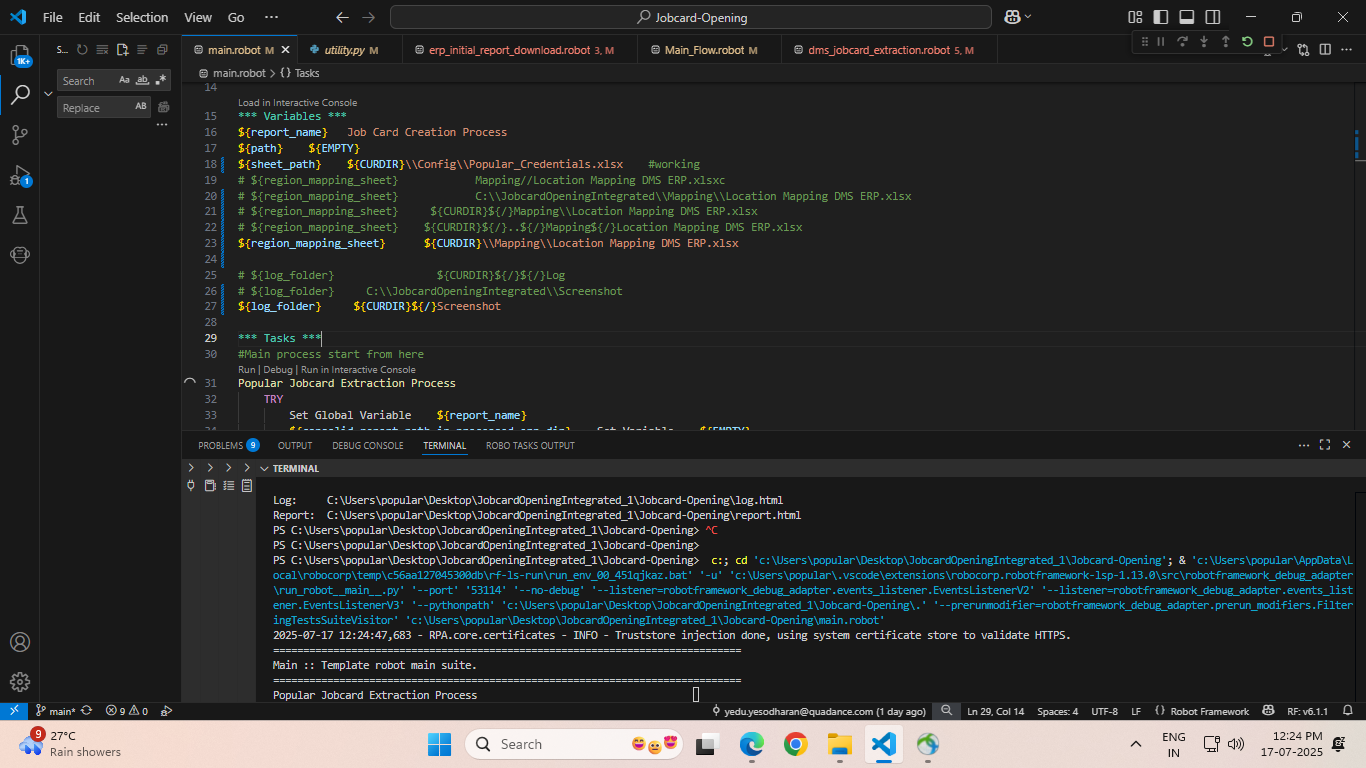 File Edit Selection View Go ··· Jobcard-Opening
1K+
S...
Search Aa ab
Replace AB
···
1
main.robot M
utility.py M
erp_initial_report_download.robot 3, M
Main_Flow.robot M
dms_jobcard_extraction.robot 5, M
main.robot > {} Tasks
14
Load in Interactive Console
15 *** Variables ***
16 ${report_name} Job Card Creation Process
17 ${path} ${EMPTY}
18 ${sheet_path} ${CURDIR}\\Config\\Popular_Credentials.xlsx #working
19 # ${region_mapping_sheet} Mapping//Location Mapping DMS ERP.xlsxc
20 # ${region_mapping_sheet} C:\\JobcardOpeningIntegrated\\Mapping\\Location Mapping DMS ERP.xlsx
21 # ${region_mapping_sheet} ${CURDIR}${/}Mapping\\Location Mapping DMS ERP.xlsx
22 # ${region_mapping_sheet} ${CURDIR}${/}..${/}Mapping${/}Location Mapping DMS ERP.xlsx
23 ${region_mapping_sheet} ${CURDIR}\\Mapping\\Location Mapping DMS ERP.xlsx
24
25 # ${log_folder} ${CURDIR}${/}${/}Log
26 # ${log_folder} C:\\JobcardOpeningIntegrated\\Screenshot
27 ${log_folder} ${CURDIR}${/}Screenshot
28
29 *** Tasks ***
30 #Main process start from here
Run | Debug | Run in Interactive Console
31 Popular Jobcard Extraction Process
32 TRY
33 Set Global Variable ${report_name}
PROBLEMS 9 OUTPUT DEBUG CONSOLE TERMINAL ROBO TASKS OUTPUT
TERMINAL
Log: C:\Users\popular\Desktop\JobcardOpeningIntegrated_1\Jobcard-Opening\log.html
Report: C:\Users\popular\Desktop\JobcardOpeningIntegrated_1\Jobcard-Opening\report.html
PS C:\Users\popular\Desktop\JobcardOpeningIntegrated_1\Jobcard-Opening> ^C
PS C:\Users\popular\Desktop\JobcardOpeningIntegrated_1\Jobcard-Opening>
PS C:\Users\popular\Desktop\JobcardOpeningIntegrated_1\Jobcard-Opening> c:; cd 'c:\Users\popular\Desktop\JobcardOpeningIntegrated_1\Jobcard-Opening'; & 'c:\Users\popular\AppData\L
ocal\robocorp\temp\c56aa127045300db\rf-ls-run\run_env_00_451qjkaz.bat' '-u' 'c:\Users\popular\.vscode\extensions\robocorp.robotframework-lsp-1.13.0\src\robotframework_debug_adapter
\run_robot__main__.py' '--port' '53114' '--no-debug' '--listener=robotframework_debug_adapter.events_listener.EventsListenerV2' '--listener=robotframework_debug_adapter.events_list
ener.EventsListenerV3' '--pythonpath' 'c:\Users\popular\Desktop\JobcardOpeningIntegrated_1\Jobcard-Opening\.' '--prerunmodifier=robotframework_debug_adapter.prerun_modifiers.Filter
ingTestsSuiteVisitor' 'c:\Users\popular\Desktop\JobcardOpeningIntegrated_1\Jobcard-Opening\main.robot'
2025-07-17 12:24:47,683 - RPA.core.certificates - INFO - Truststore injection done, using system certificate store to validate HTTPS.
==============================================================================
Main :: Template robot main suite.
==============================================================================
Popular Jobcard Extraction Process
main* 9 0 yedu.yesodharan@quadance.com (1 day ago) Ln 29, Col 14 Spaces: 4 UTF-8 LF {} Robot Framework RF: v6.1.1
9
27°C
Rain showers
Search
ENG
IN
12:24 PM
17-07-2025